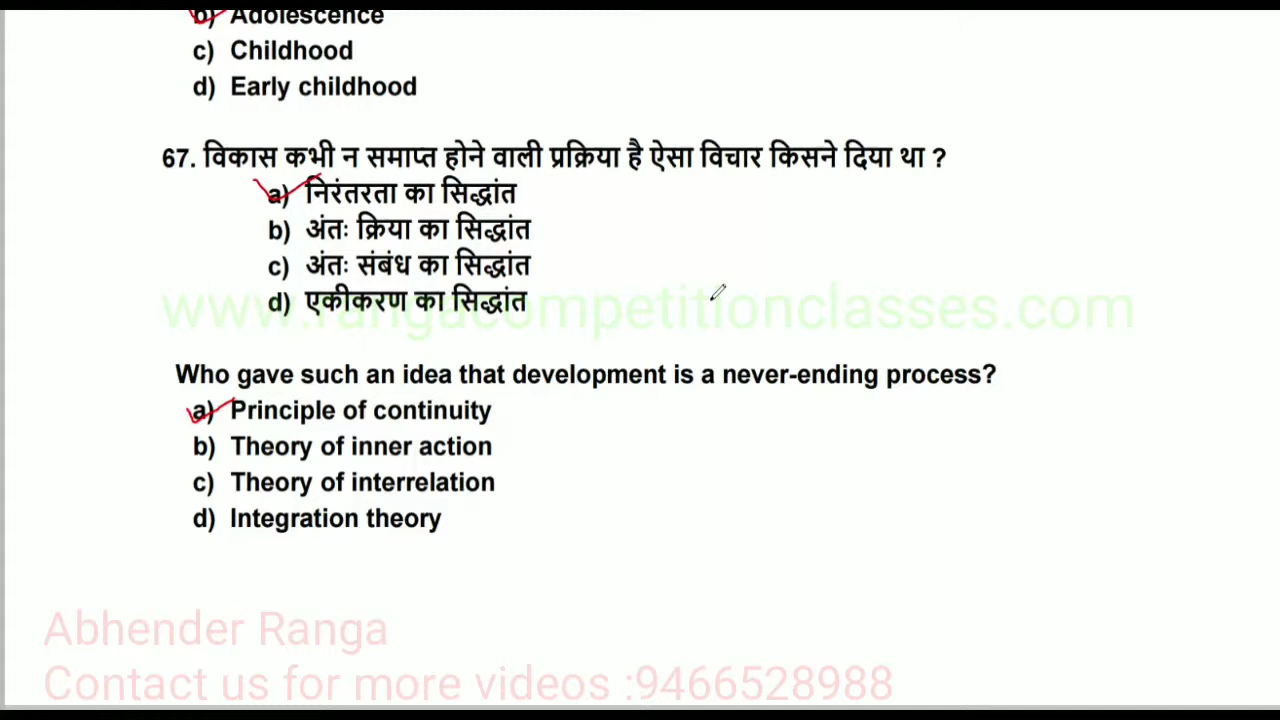 b) Adolescence
c) Childhood
d) Early childhood
67. विकास कभी न समाप्त होने वाली प्रक्रिया है ऐसा विचार किसने दिया था ?
a) निरंतरता का सिद्धांत
b) अंतः क्रिया का सिद्धांत
c) अंतः संबंध का सिद्धांत
d) एकीकरण का सिद्धांत
www.rangacompetitionclasses.com
Who gave such an idea that development is a never-ending process?
a) Principle of continuity
b) Theory of inner action
c) Theory of interrelation
d) Integration theory
Abhender Ranga
Contact us for more videos :9466528988